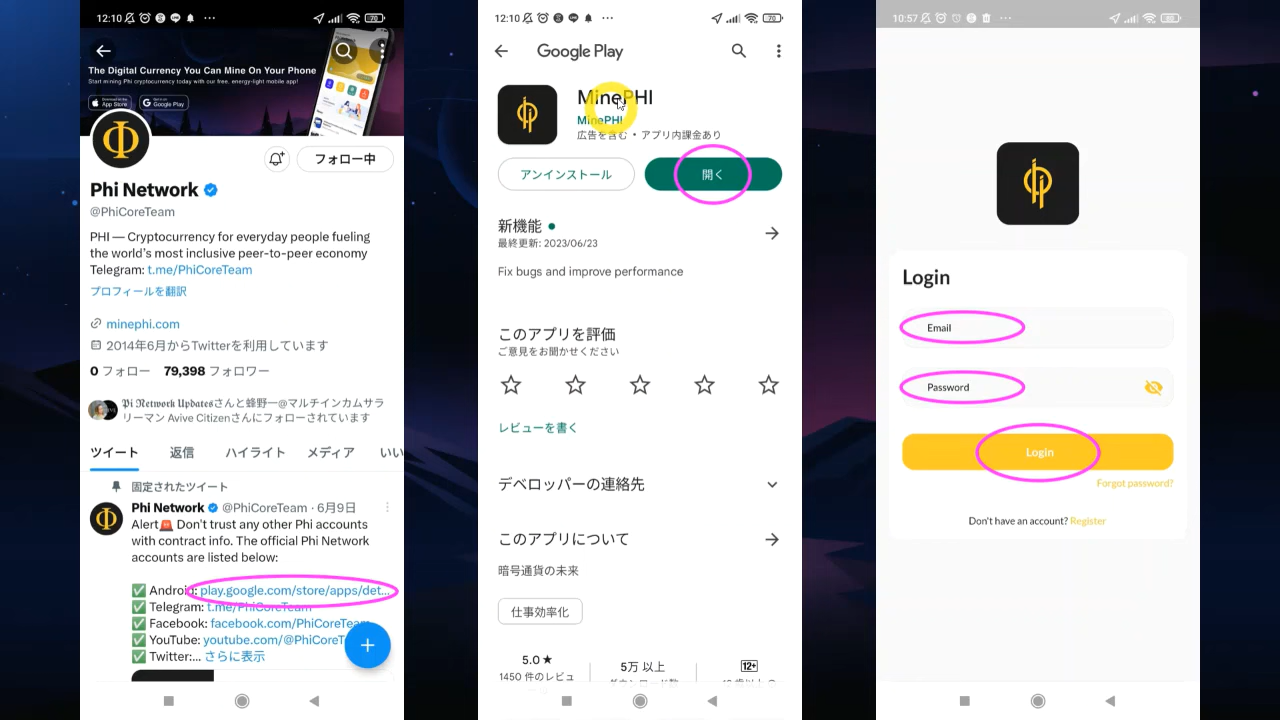 12:10
70
The Digital Currency You Can Mine On Your Phone
Start mining Phi cryptocurrency today with our free, energy-light mobile app!
App Store
Google Play
フォロー中
Phi Network
@PhiCoreTeam
PHI — Cryptocurrency for everyday people fueling
the world's most inclusive peer-to-peer economy
Telegram: t.me/PhiCoreTeam
プロフィールを翻訳
minephi.com
2014年6月からTwitterを利用しています
0 フォロー 79,398 フォロワー
𝕻𝖎 𝕹𝖊𝖙𝖜𝖔𝖗𝖐 𝖀𝖕𝖉𝖆𝖙𝖊𝖘さんと蜂野一@マルチインカムサラ
リーマン Avive Citizenさんにフォローされています
ツイート 返信 ハイライト メディア いい
固定されたツイート
Phi Network @PhiCoreTeam · 6月9日
Alert🚨 Don't trust any other Phi accounts
with contract info. The official Phi Network
accounts are listed below:
✅ Android: play.google.com/store/apps/det...
✅ Telegram: t.me/PhiCoreTeam
✅ Facebook: facebook.com/PhiCoreTeam
✅ YouTube: youtube.com/@PhiCoreT
✅ Twitter:... さらに表示
12:10
70
Google Play
MinePHI
MinePHI
広告を含む・アプリ内課金あり
アンインストール
開く
新機能
最終更新: 2023/06/23
Fix bugs and improve performance
このアプリを評価
ご意見をお聞かせください
レビューを書く
デベロッパーの連絡先
このアプリについて
暗号通貨の未来
仕事効率化
5.0★
1450 件のレビュ
5万 以上
12+
10:57
80
Login
Email
Password
Login
Forgot password?
Don't have an account? Register